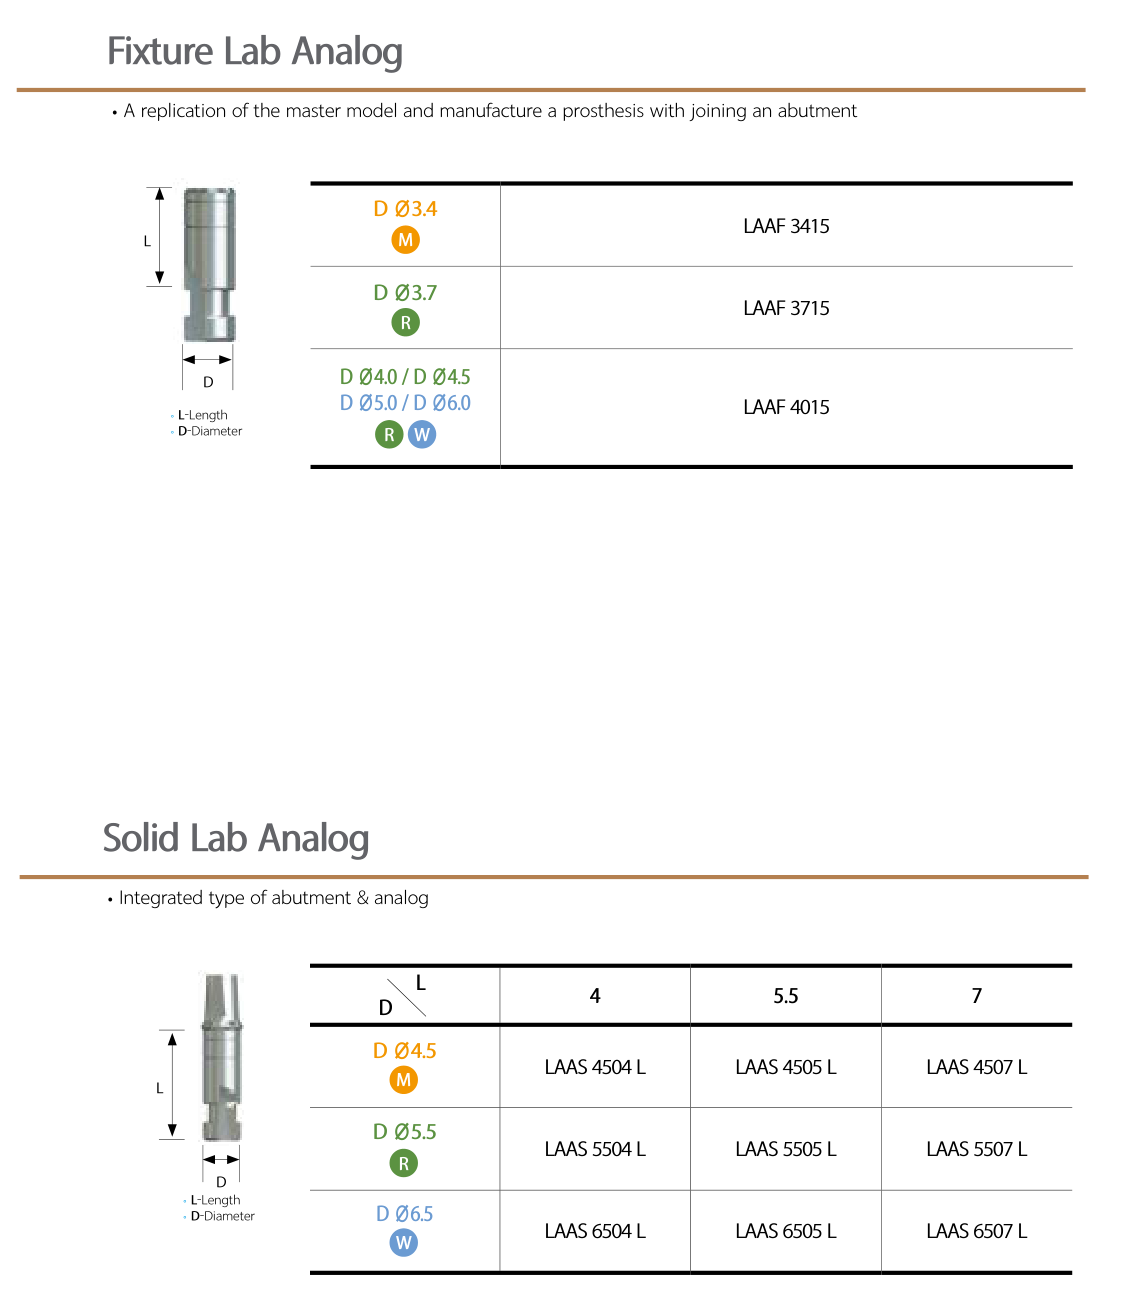 Fixture Lab Analog
• A replication of the master model and manufacture a prosthesis with joining an abutment
D Ø3.4
M
LAAF 3415
L
D Ø3.7
R
LAAF 3715
D
D Ø4.0 / D Ø4.5
D Ø5.0 / D Ø6.0
R W
LAAF 4015
◦ L-Length
◦ D-Diameter
Solid Lab Analog
• Integrated type of abutment & analog
D L 4 5.5 7
D Ø4.5
M
LAAS 4504 L LAAS 4505 L LAAS 4507 L
L
D Ø5.5
R
LAAS 5504 L LAAS 5505 L LAAS 5507 L
D
◦ L-Length
◦ D-Diameter
D Ø6.5
W
LAAS 6504 L LAAS 6505 L LAAS 6507 L